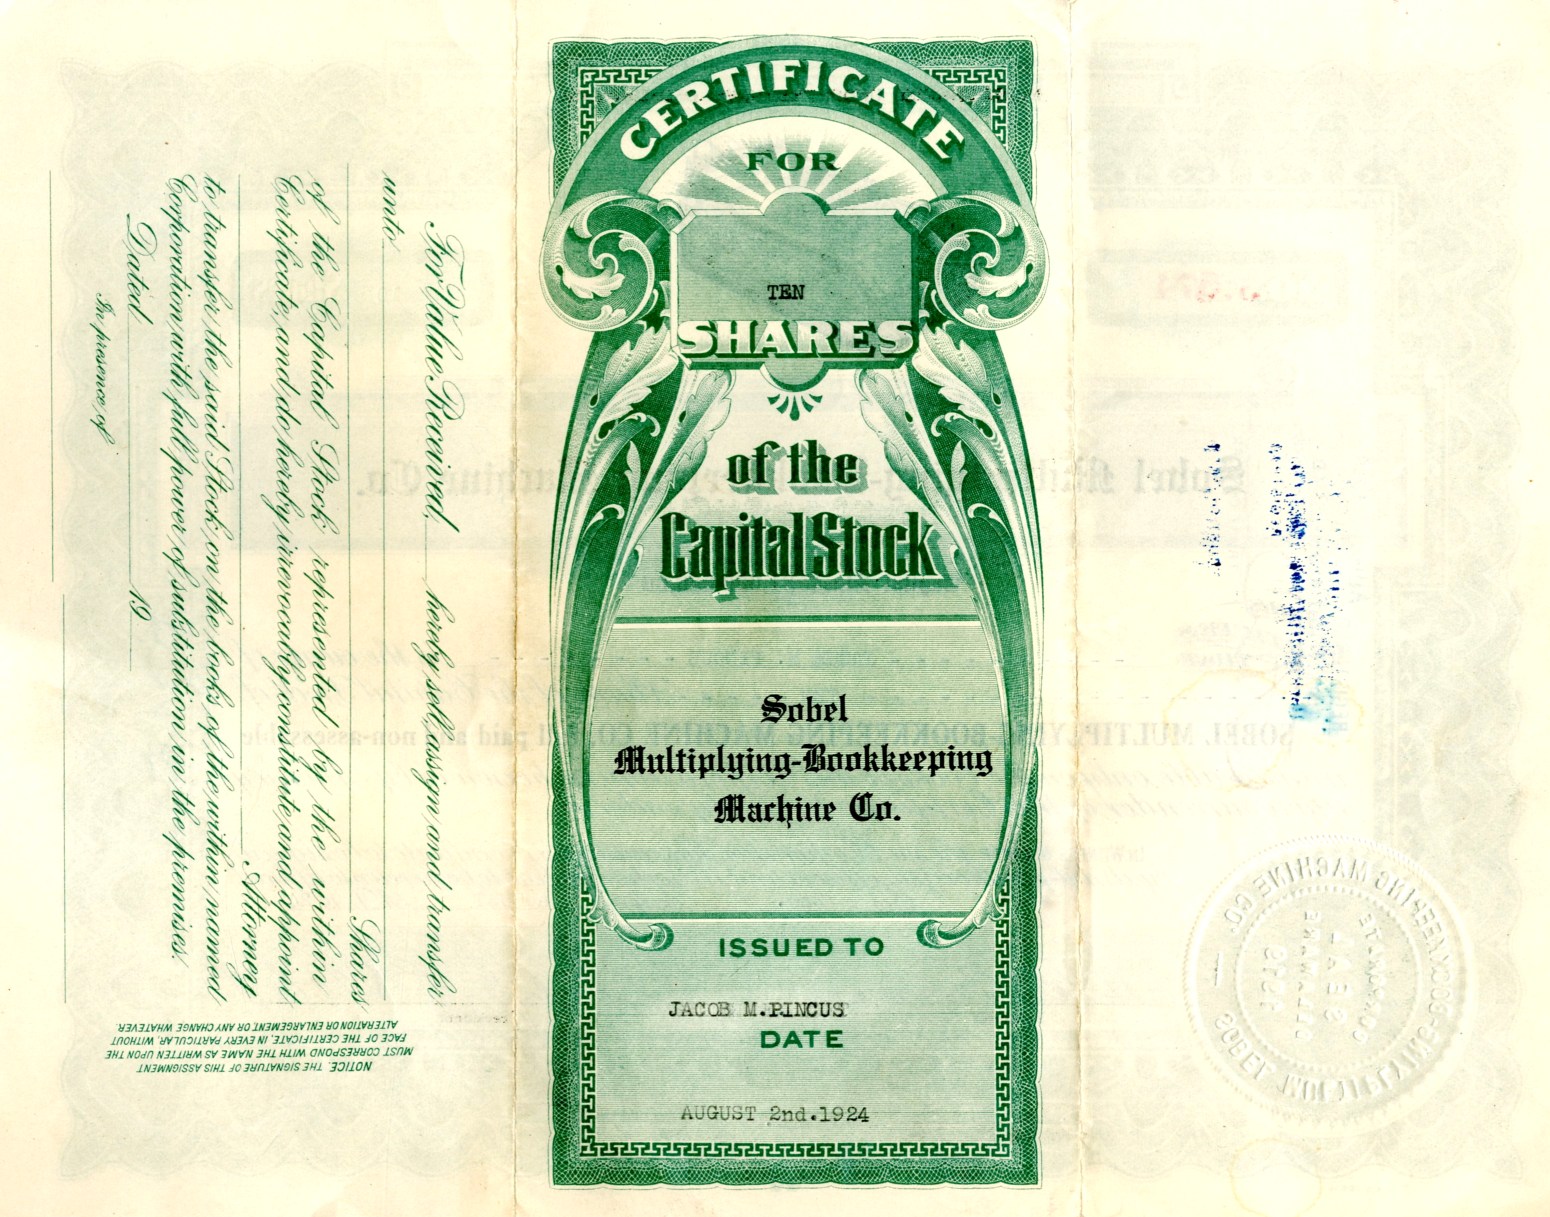 CERTIFICATE
FOR
TEN
SHARES
of the
Capital Stock
Sobel
Multiplying-Bookkeeping
Machine Co.
ISSUED TO
JACOB M.PINCUS
DATE
AUGUST 2nd.1924
For Value Received, hereby sell, assign and transfer
unto
Shares
of the Capital Stock represented by the within
Certificate, and do hereby irrevocably constitute and appoint
Attorney
to transfer the said Stock on the books of the within named
Corporation with full power of substitution in the premises.
Dated 19
In presence of
NOTICE. THE SIGNATURE OF THIS ASSIGNMENT
MUST CORRESPOND WITH THE NAME AS WRITTEN UPON THE
FACE OF THE CERTIFICATE, IN EVERY PARTICULAR, WITHOUT
ALTERATION OR ENLARGEMENT OR ANY CHANGE WHATEVER.